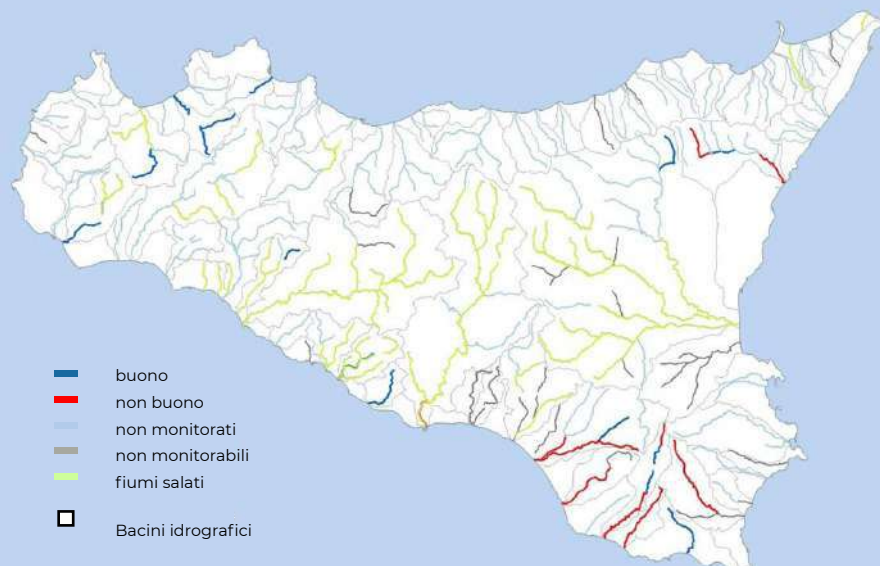 buono
non buono
non monitorati
non monitorabili
fiumi salati
Bacini idrografici